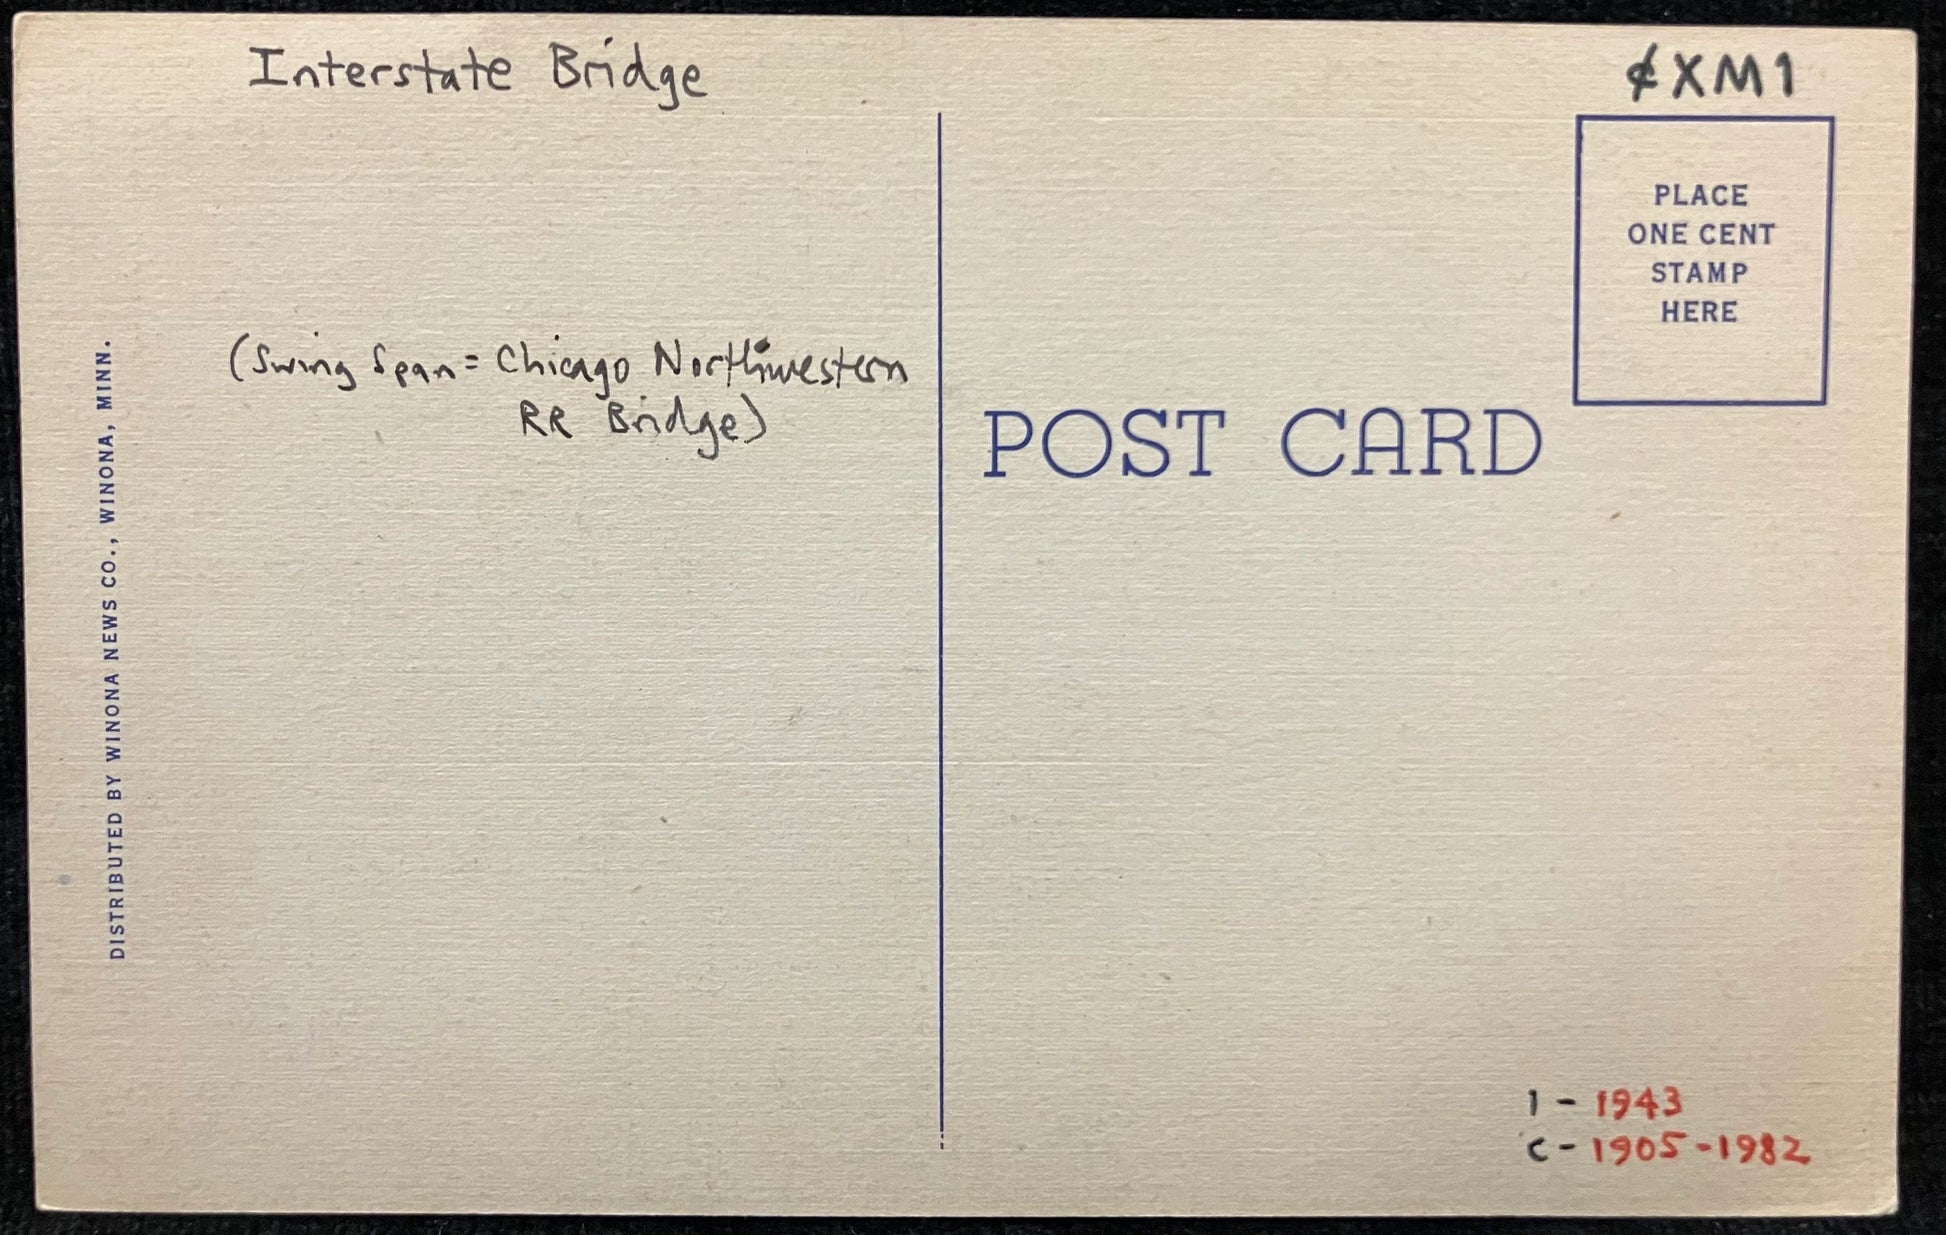 Interstate Bridge
¢XM1
PLACE
ONE CENT
STAMP
HERE
(Swing Span = Chicago Northwestern
RR Bridge)
POST CARD
DISTRIBUTED BY WINONA NEWS CO., WINONA, MINN.
1 - 1943
C - 1905 - 1982